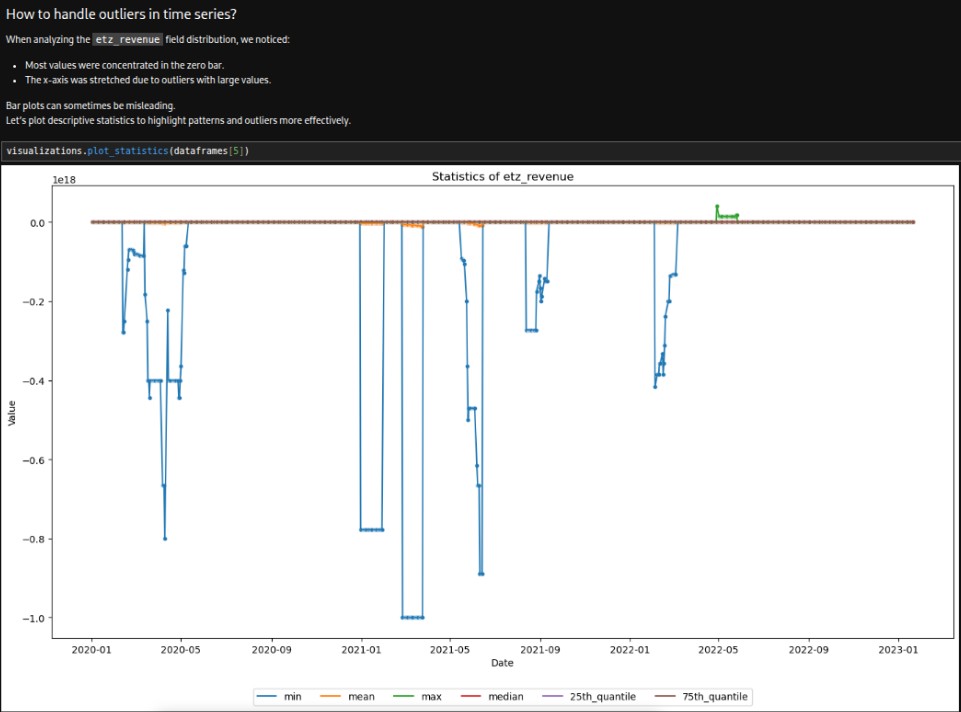 How to handle outliers in time series?
When analyzing the etz_revenue field distribution, we noticed:
• Most values were concentrated in the zero bar.
• The x-axis was stretched due to outliers with large values.
Bar plots can sometimes be misleading.
Let's plot descriptive statistics to highlight patterns and outliers more effectively.
visualizations.plot_statistics(dataframes[5])
1e18
Statistics of etz_revenue
0.0
−0.2
−0.4
−0.6
−0.8
−1.0
Value
2020-01 2020-05 2020-09 2021-01 2021-05 2021-09 2022-01 2022-05 2022-09 2023-01
Date
min mean max median 25th_quantile 75th_quantile